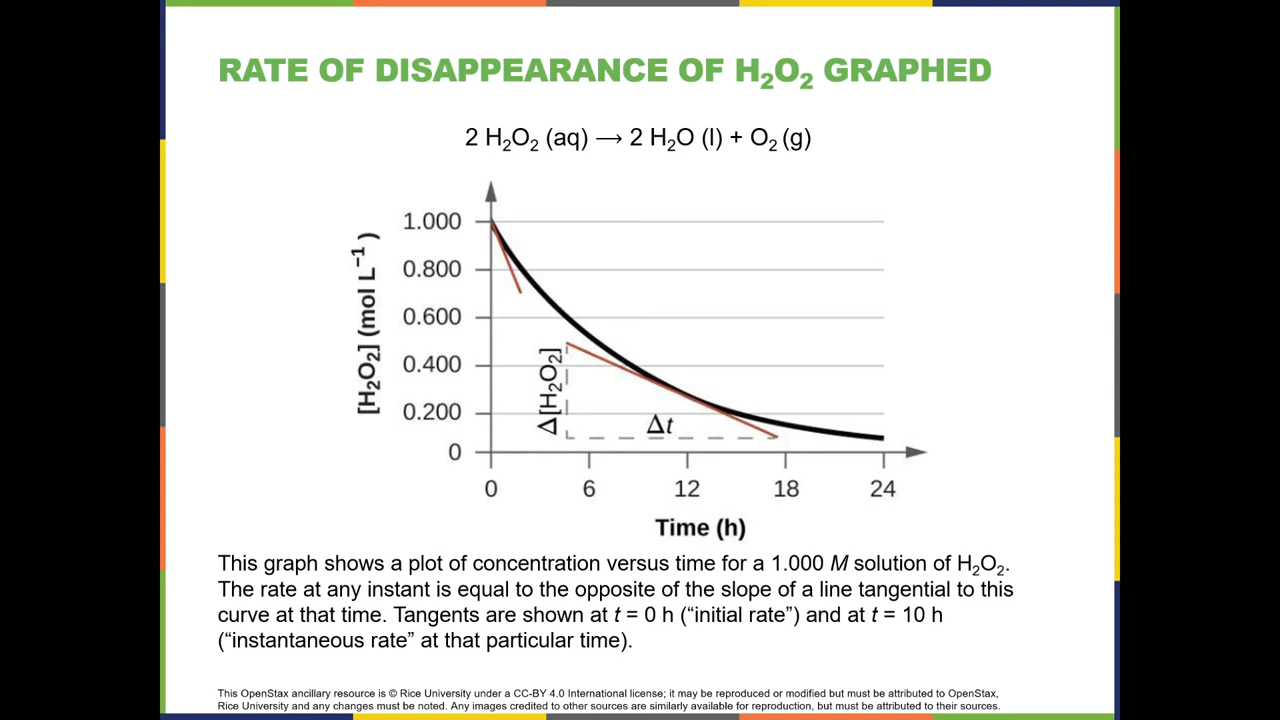 RATE OF DISAPPEARANCE OF H₂O₂ GRAPHED
2 H₂O₂ (aq) ⟶ 2 H₂O (l) + O₂ (g)
[H₂O₂] (mol L⁻¹ )
1.000
0.800
0.600
0.400
0.200
0
Δ[H₂O₂]
Δt
0 6 12 18 24
Time (h)
This graph shows a plot of concentration versus time for a 1.000 M solution of H₂O₂.
The rate at any instant is equal to the opposite of the slope of a line tangential to this
curve at that time. Tangents are shown at t = 0 h (“initial rate”) and at t = 10 h
(“instantaneous rate” at that particular time).
This OpenStax ancillary resource is © Rice University under a CC-BY 4.0 International license; it may be reproduced or modified but must be attributed to OpenStax,
Rice University and any changes must be noted. Any images credited to other sources are similarly available for reproduction, but must be attributed to their sources.